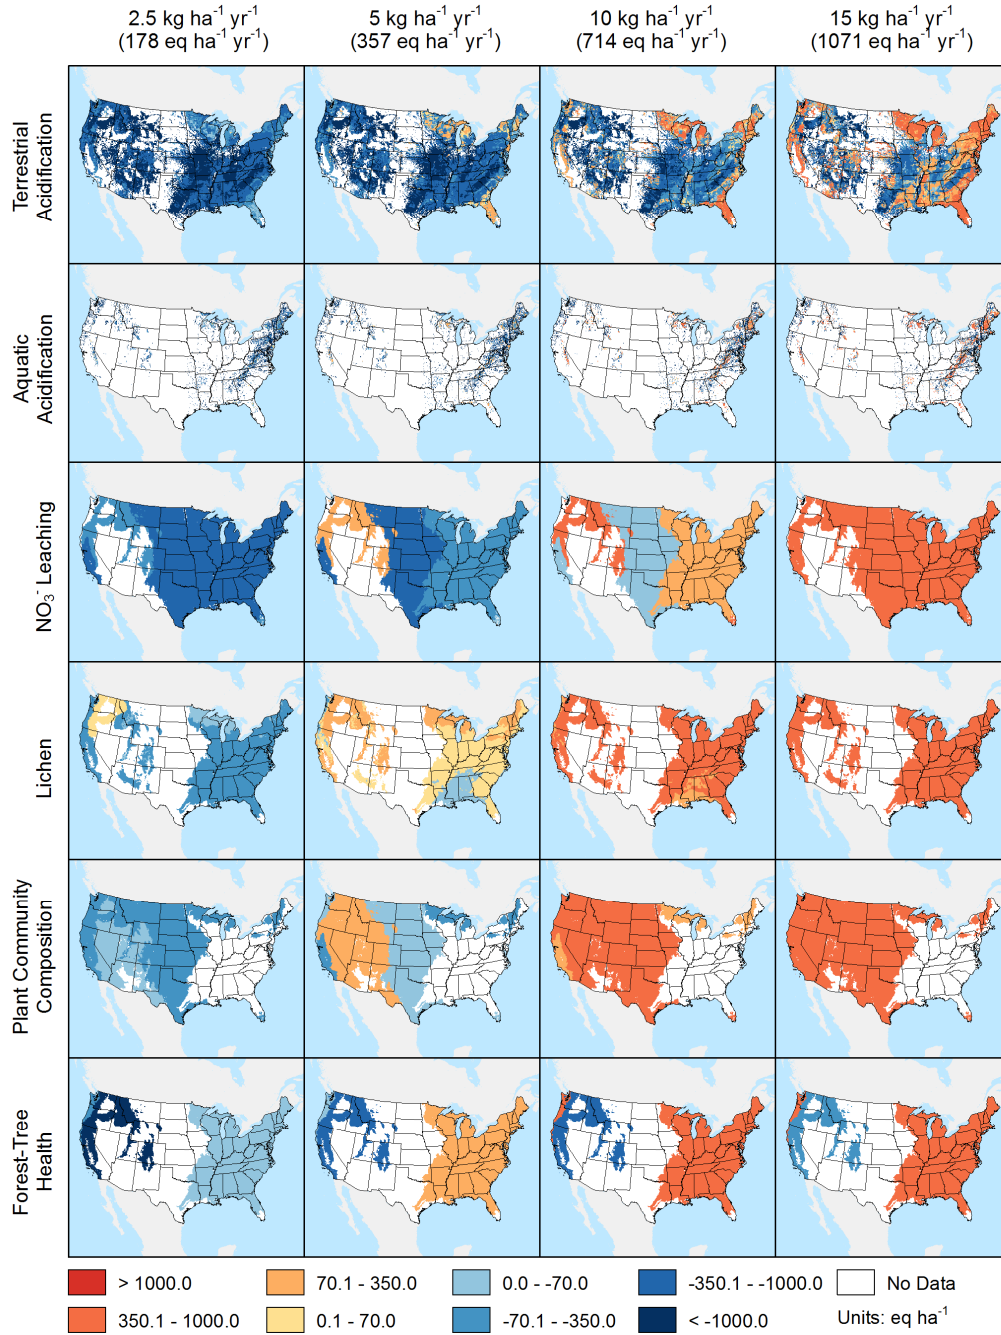 2.5 kg ha⁻¹ yr⁻¹
(178 eq ha⁻¹ yr⁻¹)
5 kg ha⁻¹ yr⁻¹
(357 eq ha⁻¹ yr⁻¹)
10 kg ha⁻¹ yr⁻¹
(714 eq ha⁻¹ yr⁻¹)
15 kg ha⁻¹ yr⁻¹
(1071 eq ha⁻¹ yr⁻¹)
Terrestrial
Acidification
Aquatic
Acidification
NO₃⁻ Leaching
Lichen
Plant Community
Composition
Forest-Tree
Health
> 1000.0
70.1 - 350.0
0.0 - -70.0
-350.1 - -1000.0
No Data
350.1 - 1000.0
0.1 - 70.0
-70.1 - -350.0
< -1000.0
Units: eq ha⁻¹